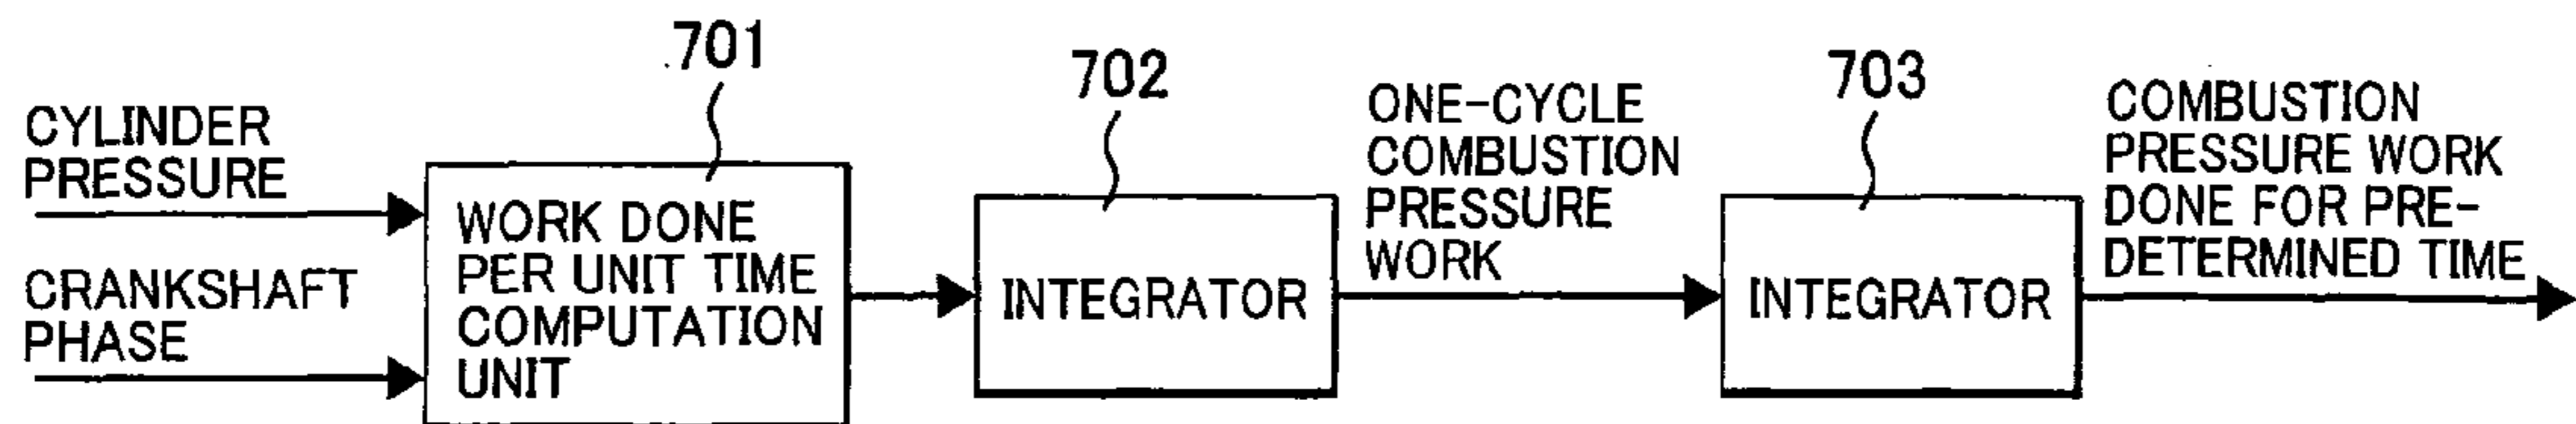 701
702
703
CYLINDER
PRESSURE
CRANKSHAFT
PHASE
WORK DONE
PER UNIT TIME
COMPUTATION
UNIT
INTEGRATOR
ONE-CYCLE
COMBUSTION
PRESSURE
WORK
INTEGRATOR
COMBUSTION
PRESSURE WORK
DONE FOR PRE-
DETERMINED TIME